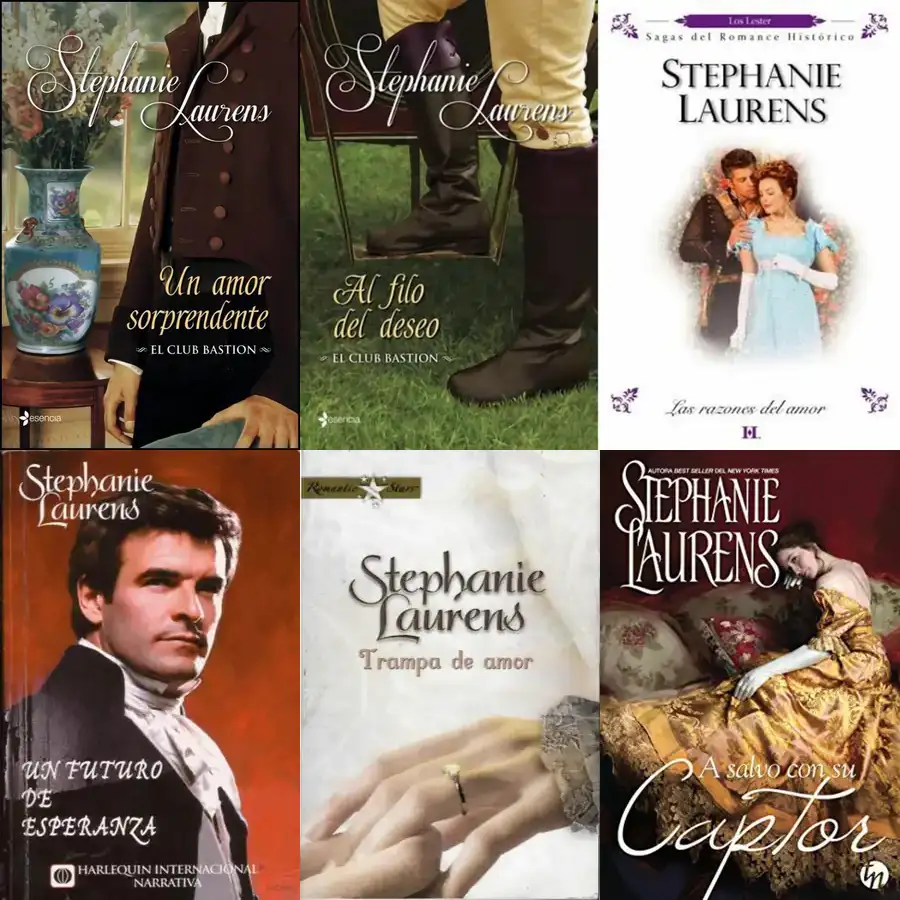 Stephanie
Laurens
Un amor
sorprendente
EL CLUB BASTION
esencia
Stephanie
Laurens
Al filo
del deseo
EL CLUB BASTION
esencia
Los Lester
Sagas del Romance Histórico
STEPHANIE
LAURENS
Las razones del amor
H.
Stephanie
Laurens
UN FUTURO
DE
ESPERANZA
HARLEQUIN INTERNACIONAL
NARRATIVA
Romantic Stars
Stephanie
Laurens
Trampa de amor
AUTORA BEST SELLER DEL NEW YORK TIMES
STEPHANIE
LAURENS
A salvo con su
Captor